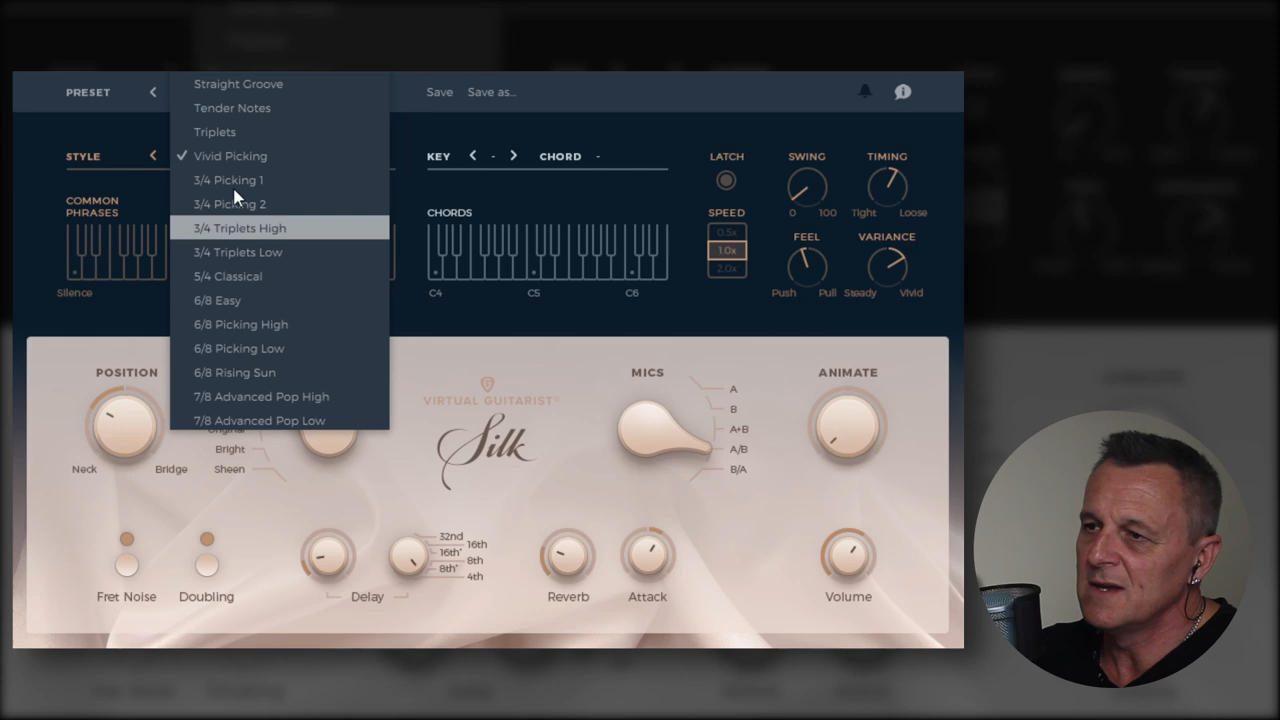 PRESET
Straight Groove
Save Save as...
Tender Notes
Triplets
STYLE
Vivid Picking
KEY - CHORD -
LATCH SWING TIMING
3/4 Picking 1
COMMON
PHRASES
3/4 Picking 2
CHORDS
0 100 Tight Loose
SPEED
3/4 Triplets High
0.5x
FEEL VARIANCE
3/4 Triplets Low
1.0x
2.0x
5/4 Classical
Silence
C4 C5 C6
Push Pull Steady Vivid
6/8 Easy
6/8 Picking High
6/8 Picking Low
6/8 Rising Sun
7/8 Advanced Pop High
7/8 Advanced Pop Low
POSITION
MICS
ANIMATE
VIRTUAL GUITARIST®
Silk
Original
Bright
Sheen
Neck Bridge
A
B
A+B
A/B
B/A
32nd
16th
16th*
8th
8th*
4th
Fret Noise Doubling Delay Reverb Attack Volume